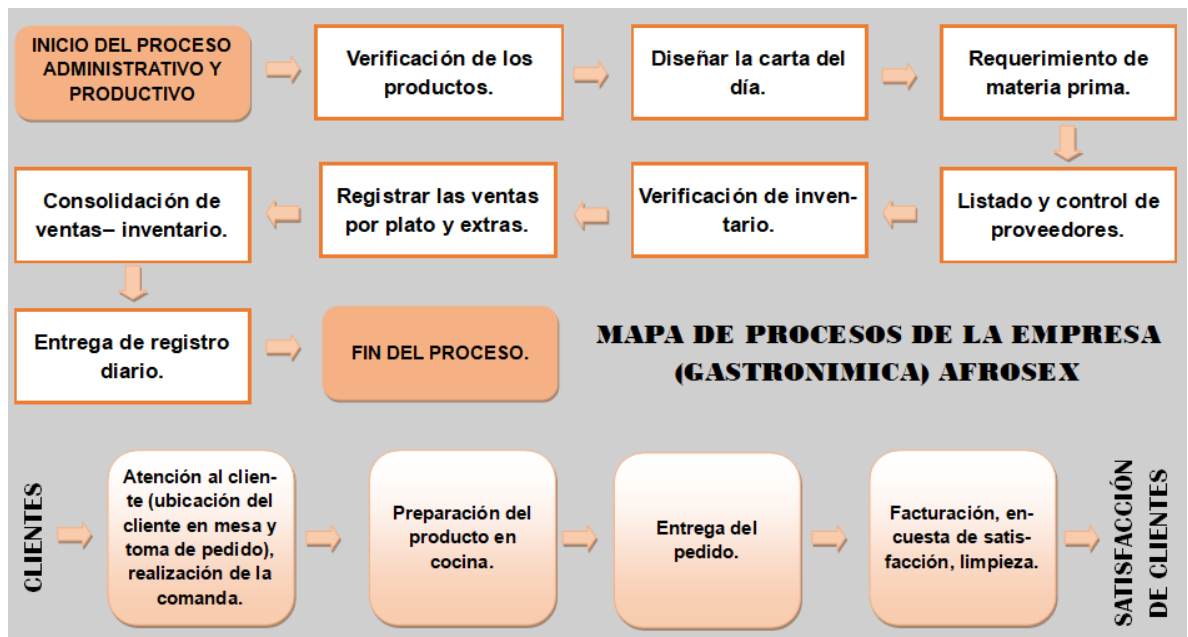 INICIO DEL PROCESO
ADMINISTRATIVO Y
PRODUCTIVO
Verificación de los
productos.
Diseñar la carta del
día.
Requerimiento de
materia prima.
Listado y control de
proveedores.
Verificación de inven-
tario.
Registrar las ventas
por plato y extras.
Consolidación de
ventas– inventario.
Entrega de registro
diario.
FIN DEL PROCESO.
MAPA DE PROCESOS DE LA EMPRESA
(GASTRONIMICA) AFROSEX
CLIENTES
Atención al clien-
te (ubicación del
cliente en mesa y
toma de pedido),
realización de la
comanda.
Preparación del
producto en
cocina.
Entrega del
pedido.
Facturación, en-
cuesta de satis-
facción, limpieza.
SATISFACCIÓN
DE CLIENTES